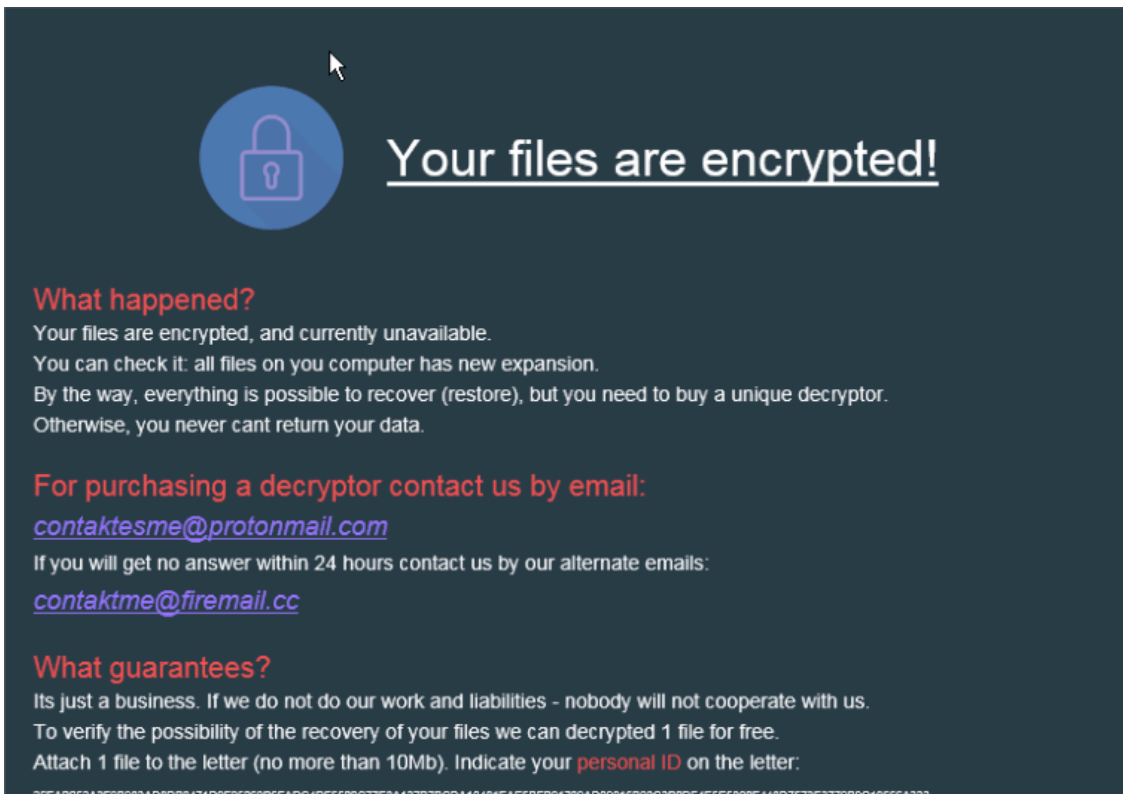 Your files are encrypted!
What happened?
Your files are encrypted, and currently unavailable.
You can check it: all files on you computer has new expansion.
By the way, everything is possible to recover (restore), but you need to buy a unique decryptor.
Otherwise, you never cant return your data.
For purchasing a decryptor contact us by email:
contaktesme@protonmail.com
If you will get no answer within 24 hours contact us by our alternate emails:
contaktme@firemail.cc
What guarantees?
Its just a business. If we do not do our work and liabilities - nobody will not cooperate with us.
To verify the possibility of the recovery of your files we can decrypted 1 file for free.
Attach 1 file to the letter (no more than 10Mb). Indicate your personal ID on the letter: